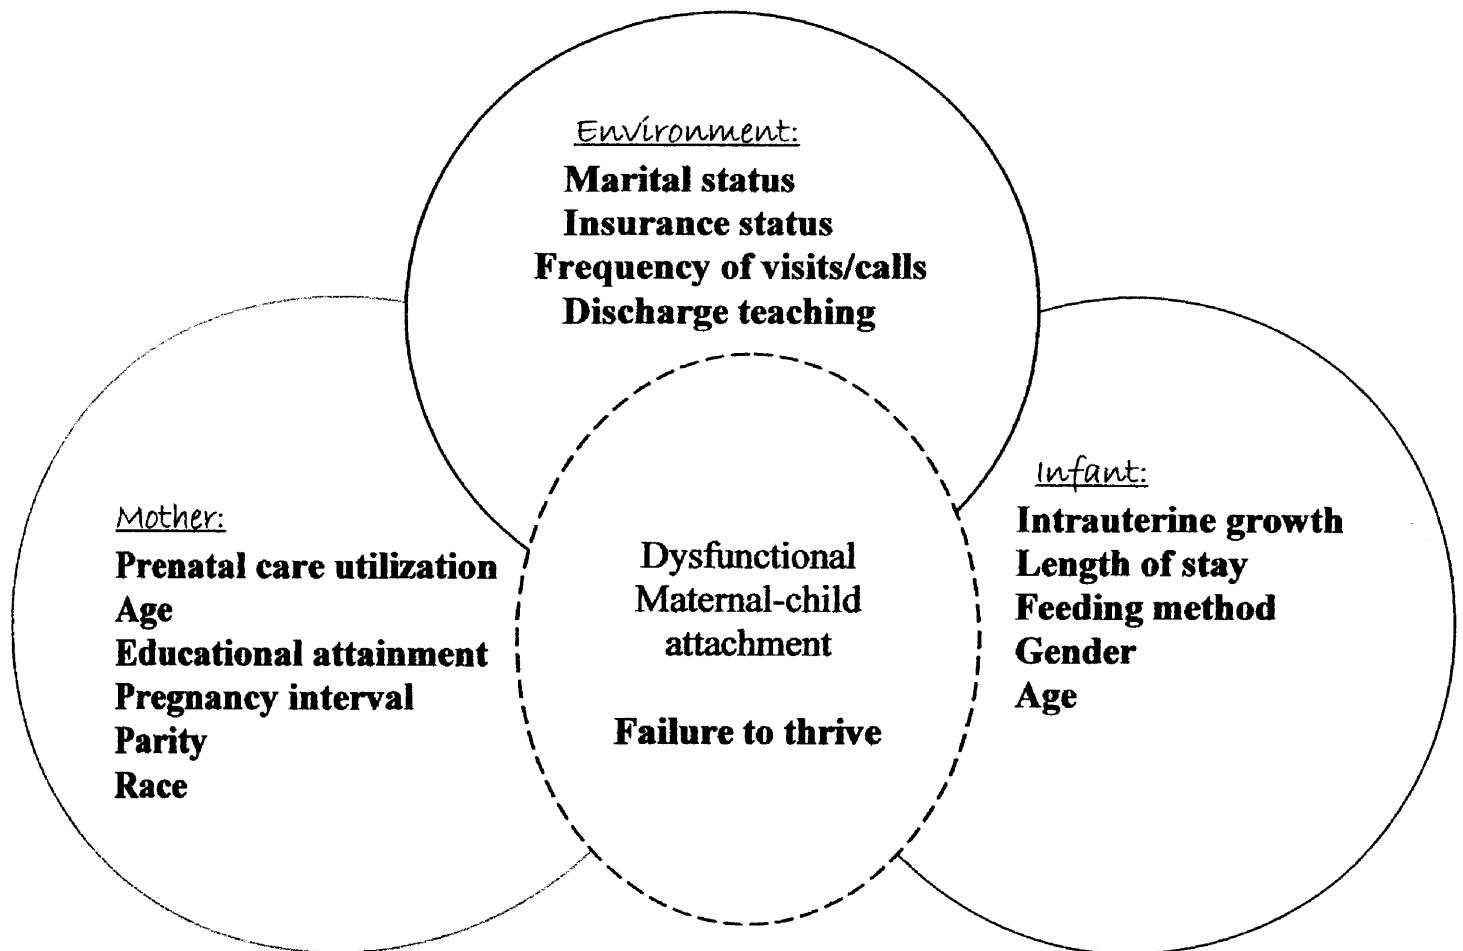 Environment:
Marital status
Insurance status
Frequency of visits/calls
Discharge teaching
Mother:
Prenatal care utilization
Age
Educational attainment
Pregnancy interval
Parity
Race
Dysfunctional
Maternal-child
attachment
Failure to thrive
Infant:
Intrauterine growth
Length of stay
Feeding method
Gender
Age